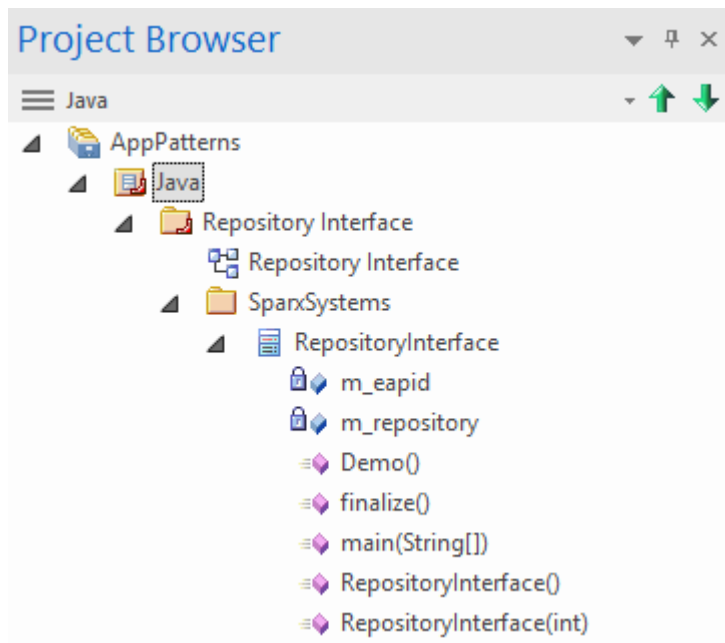 Project Browser
Java
AppPatterns
Java
Repository Interface
Repository Interface
SparxSystems
RepositoryInterface
m_eapid
m_repository
Demo()
finalize()
main(String[])
RepositoryInterface()
RepositoryInterface(int)